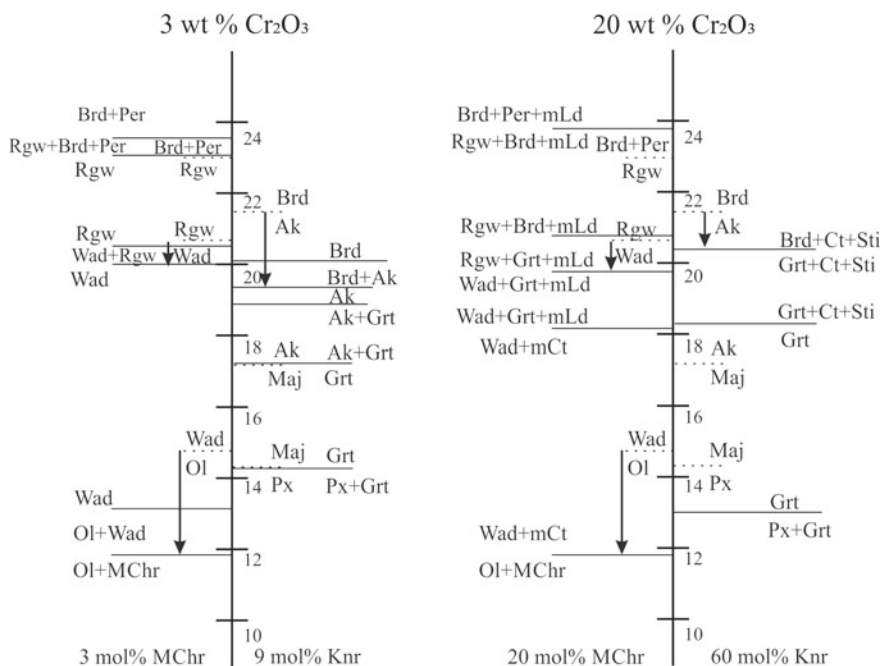 3 wt % Cr₂O₃
Brd+Per
24
Rgw+Brd+Per
Brd+Per
Rgw
Rgw
22
Brd
Ak
Rgw
Rgw
Wad+Rgw
Wad
Brd
Wad
20
Brd+Ak
Ak
Ak+Grt
18
Ak
Ak+Grt
Maj
Grt
16
Wad
Ol
Maj
Grt
14
Px
Px+Grt
Wad
Ol+Wad
12
Ol+MChr
10
3 mol% MChr
9 mol% Knr
20 wt % Cr₂O₃
Brd+Per+mLd
24
Rgw+Brd+mLd
Brd+Per
Rgw
22
Brd
Ak
Rgw+Brd+mLd
Rgw
Brd+Ct+Sti
Rgw+Grt+mLd
Wad
20
Grt+Ct+Sti
Wad+Grt+mLd
Wad+Grt+mLd
Grt+Ct+Sti
18
Wad+mCt
Grt
Ak
Maj
16
Wad
Ol
Maj
14
Px
Grt
Px+Grt
Wad+mCt
12
Ol+MChr
10
20 mol% MChr
60 mol% Knr